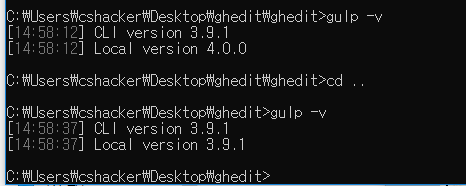 C:₩Users₩cshacker₩Desktop₩ghedit₩ghedit>gulp -v
[14:58:12] CLI version 3.9.1
[14:58:12] Local version 4.0.0
C:₩Users₩cshacker₩Desktop₩ghedit₩ghedit>cd ..
C:₩Users₩cshacker₩Desktop₩ghedit>gulp -v
[14:58:37] CLI version 3.9.1
[14:58:37] Local version 3.9.1
C:₩Users₩cshacker₩Desktop₩ghedit>